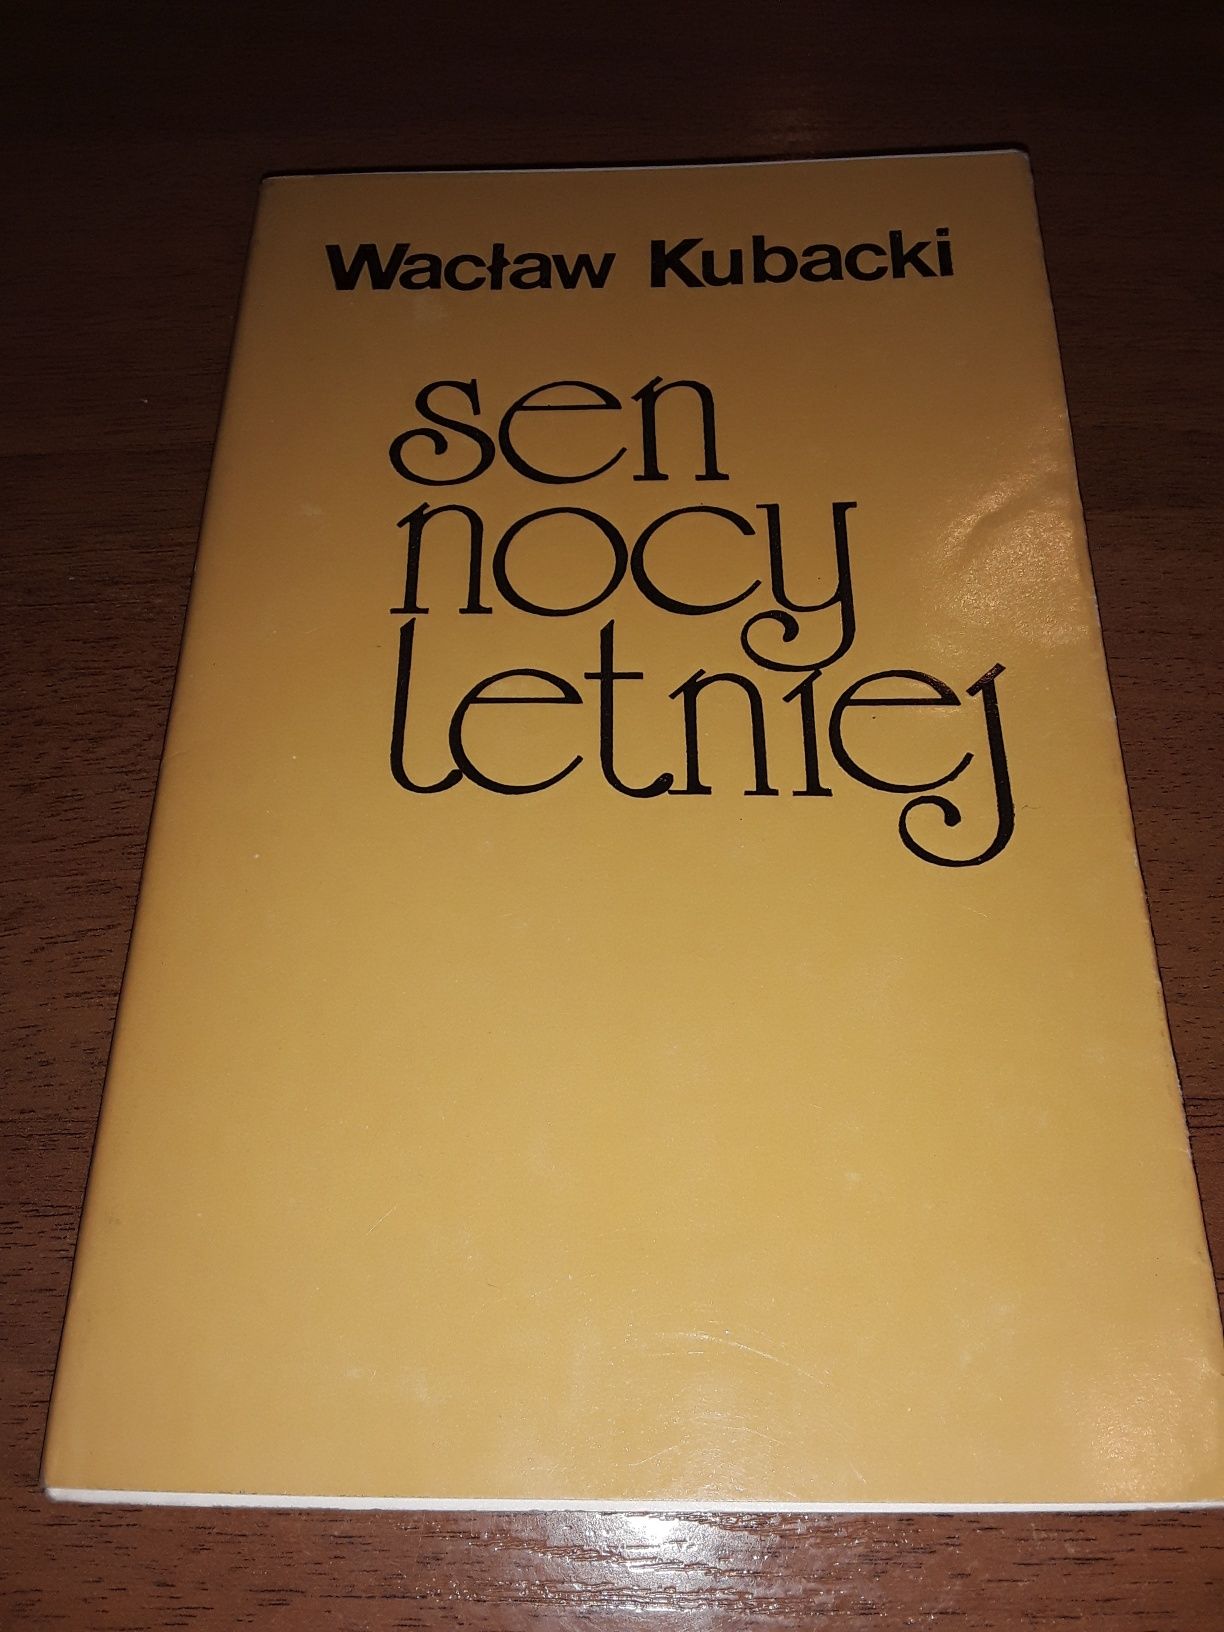 Wacław Kubacki
sen
nocy
letniej